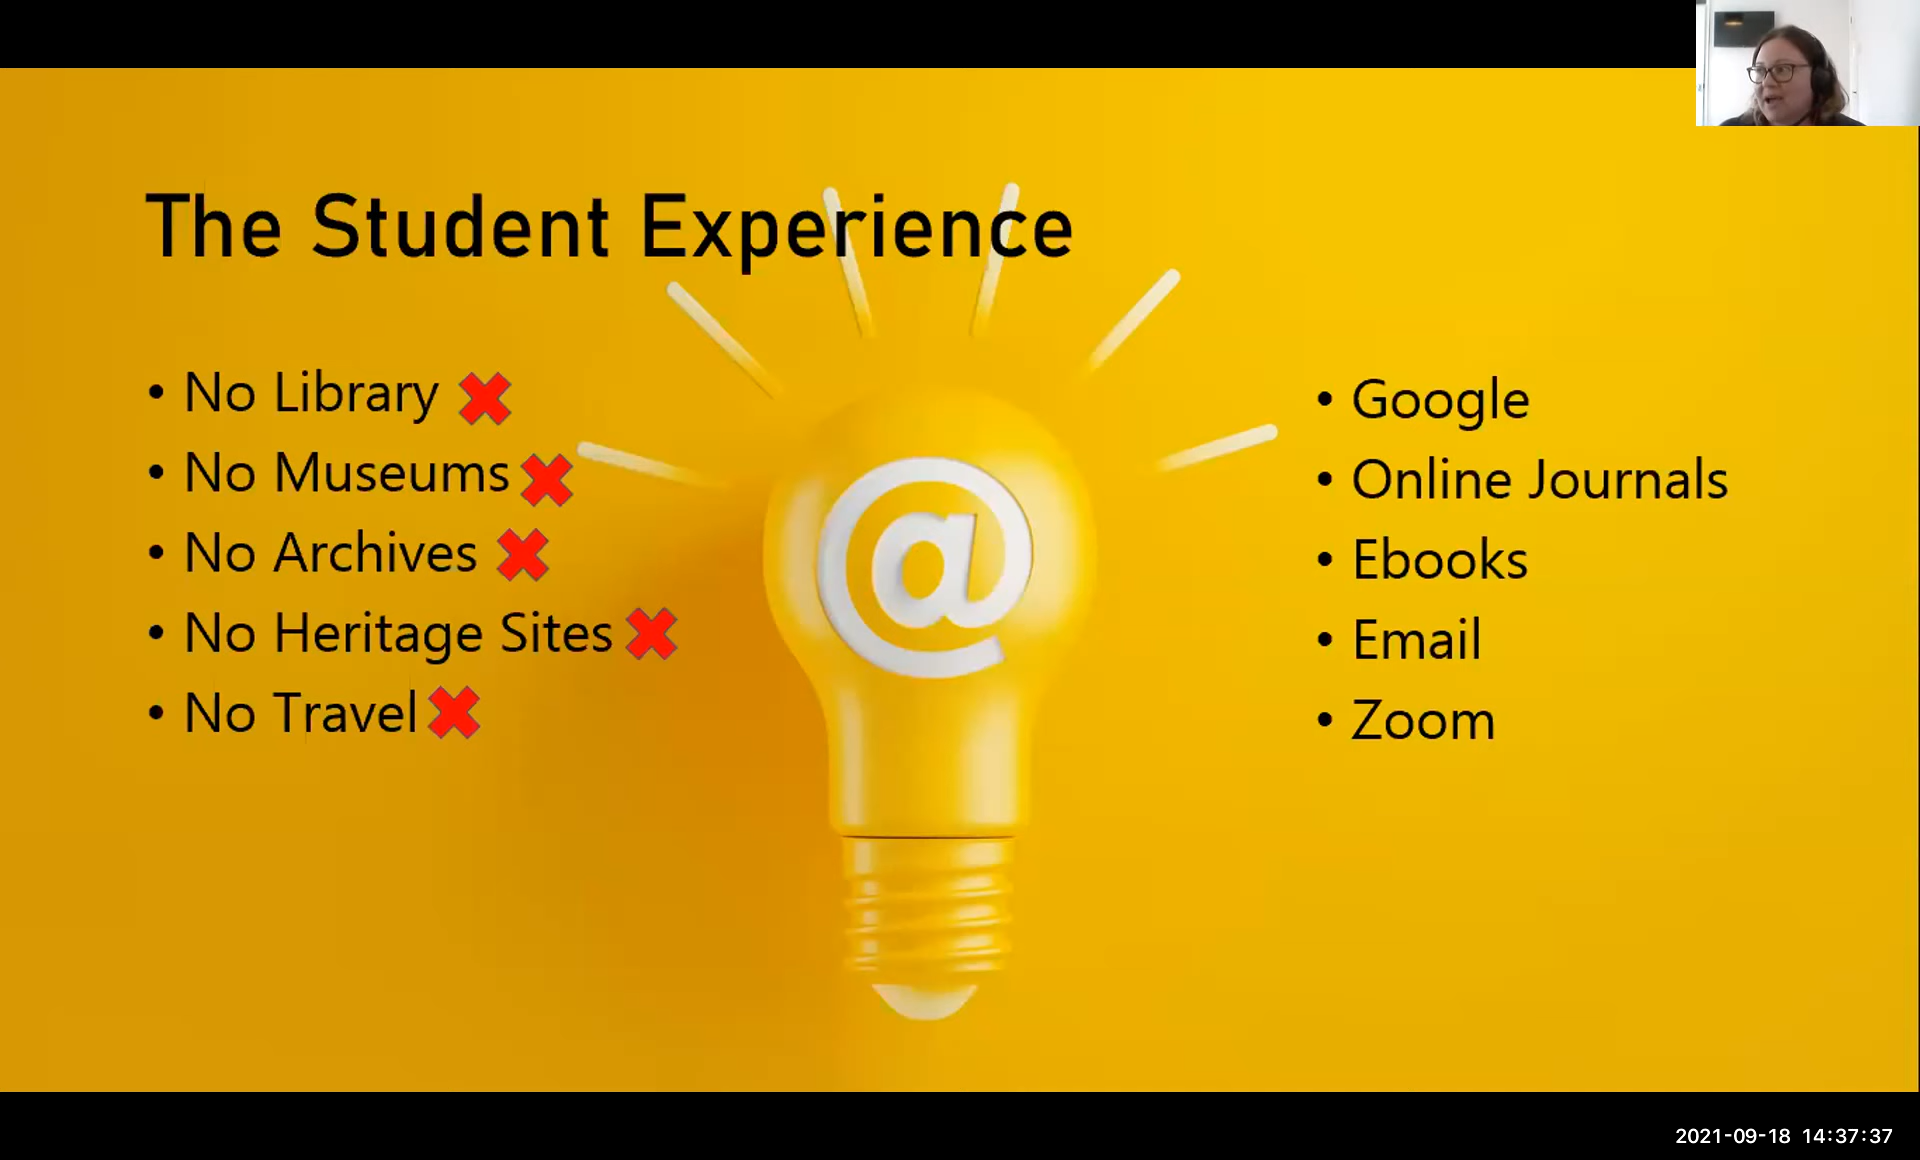 The Student Experience
• No Library
• No Museums
• No Archives
• No Heritage Sites
• No Travel
@
• Google
• Online Journals
• Ebooks
• Email
• Zoom
2021-09-18 14:37:37